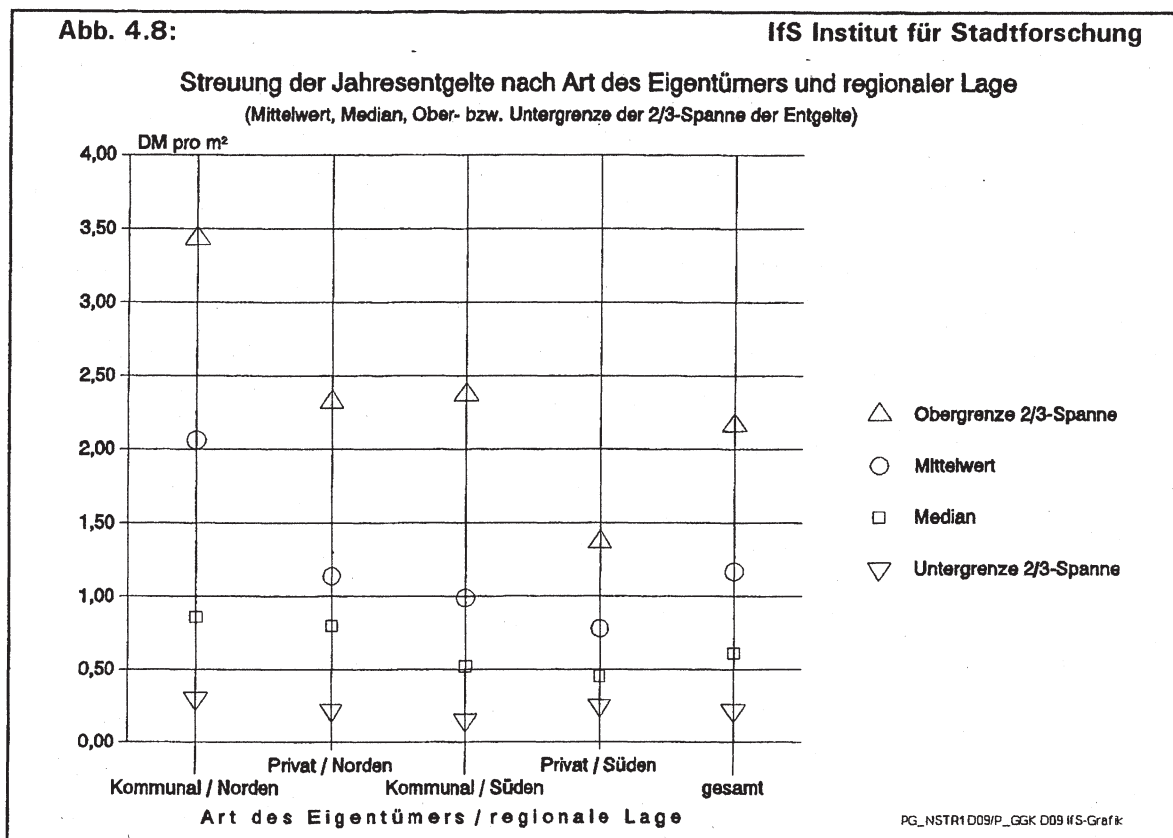 Abb. 4.8: IfS Institut für Stadtforschung
Streuung der Jahresentgelte nach Art des Eigentümers und regionaler Lage
(Mittelwert, Median, Ober- bzw. Untergrenze der 2/3-Spanne der Entgelte)
DM pro m²
4,00
3,50
3,00
2,50
2,00
1,50
1,00
0,50
0,00
Obergrenze 2/3-Spanne
Mittelwert
Median
Untergrenze 2/3-Spanne
Privat / Norden Privat / Süden
Kommunal / Norden Kommunal / Süden gesamt
Art des Eigentümers / regionale Lage
PG_NSTR1 D09/P_GGK D09 IfS-Grafik